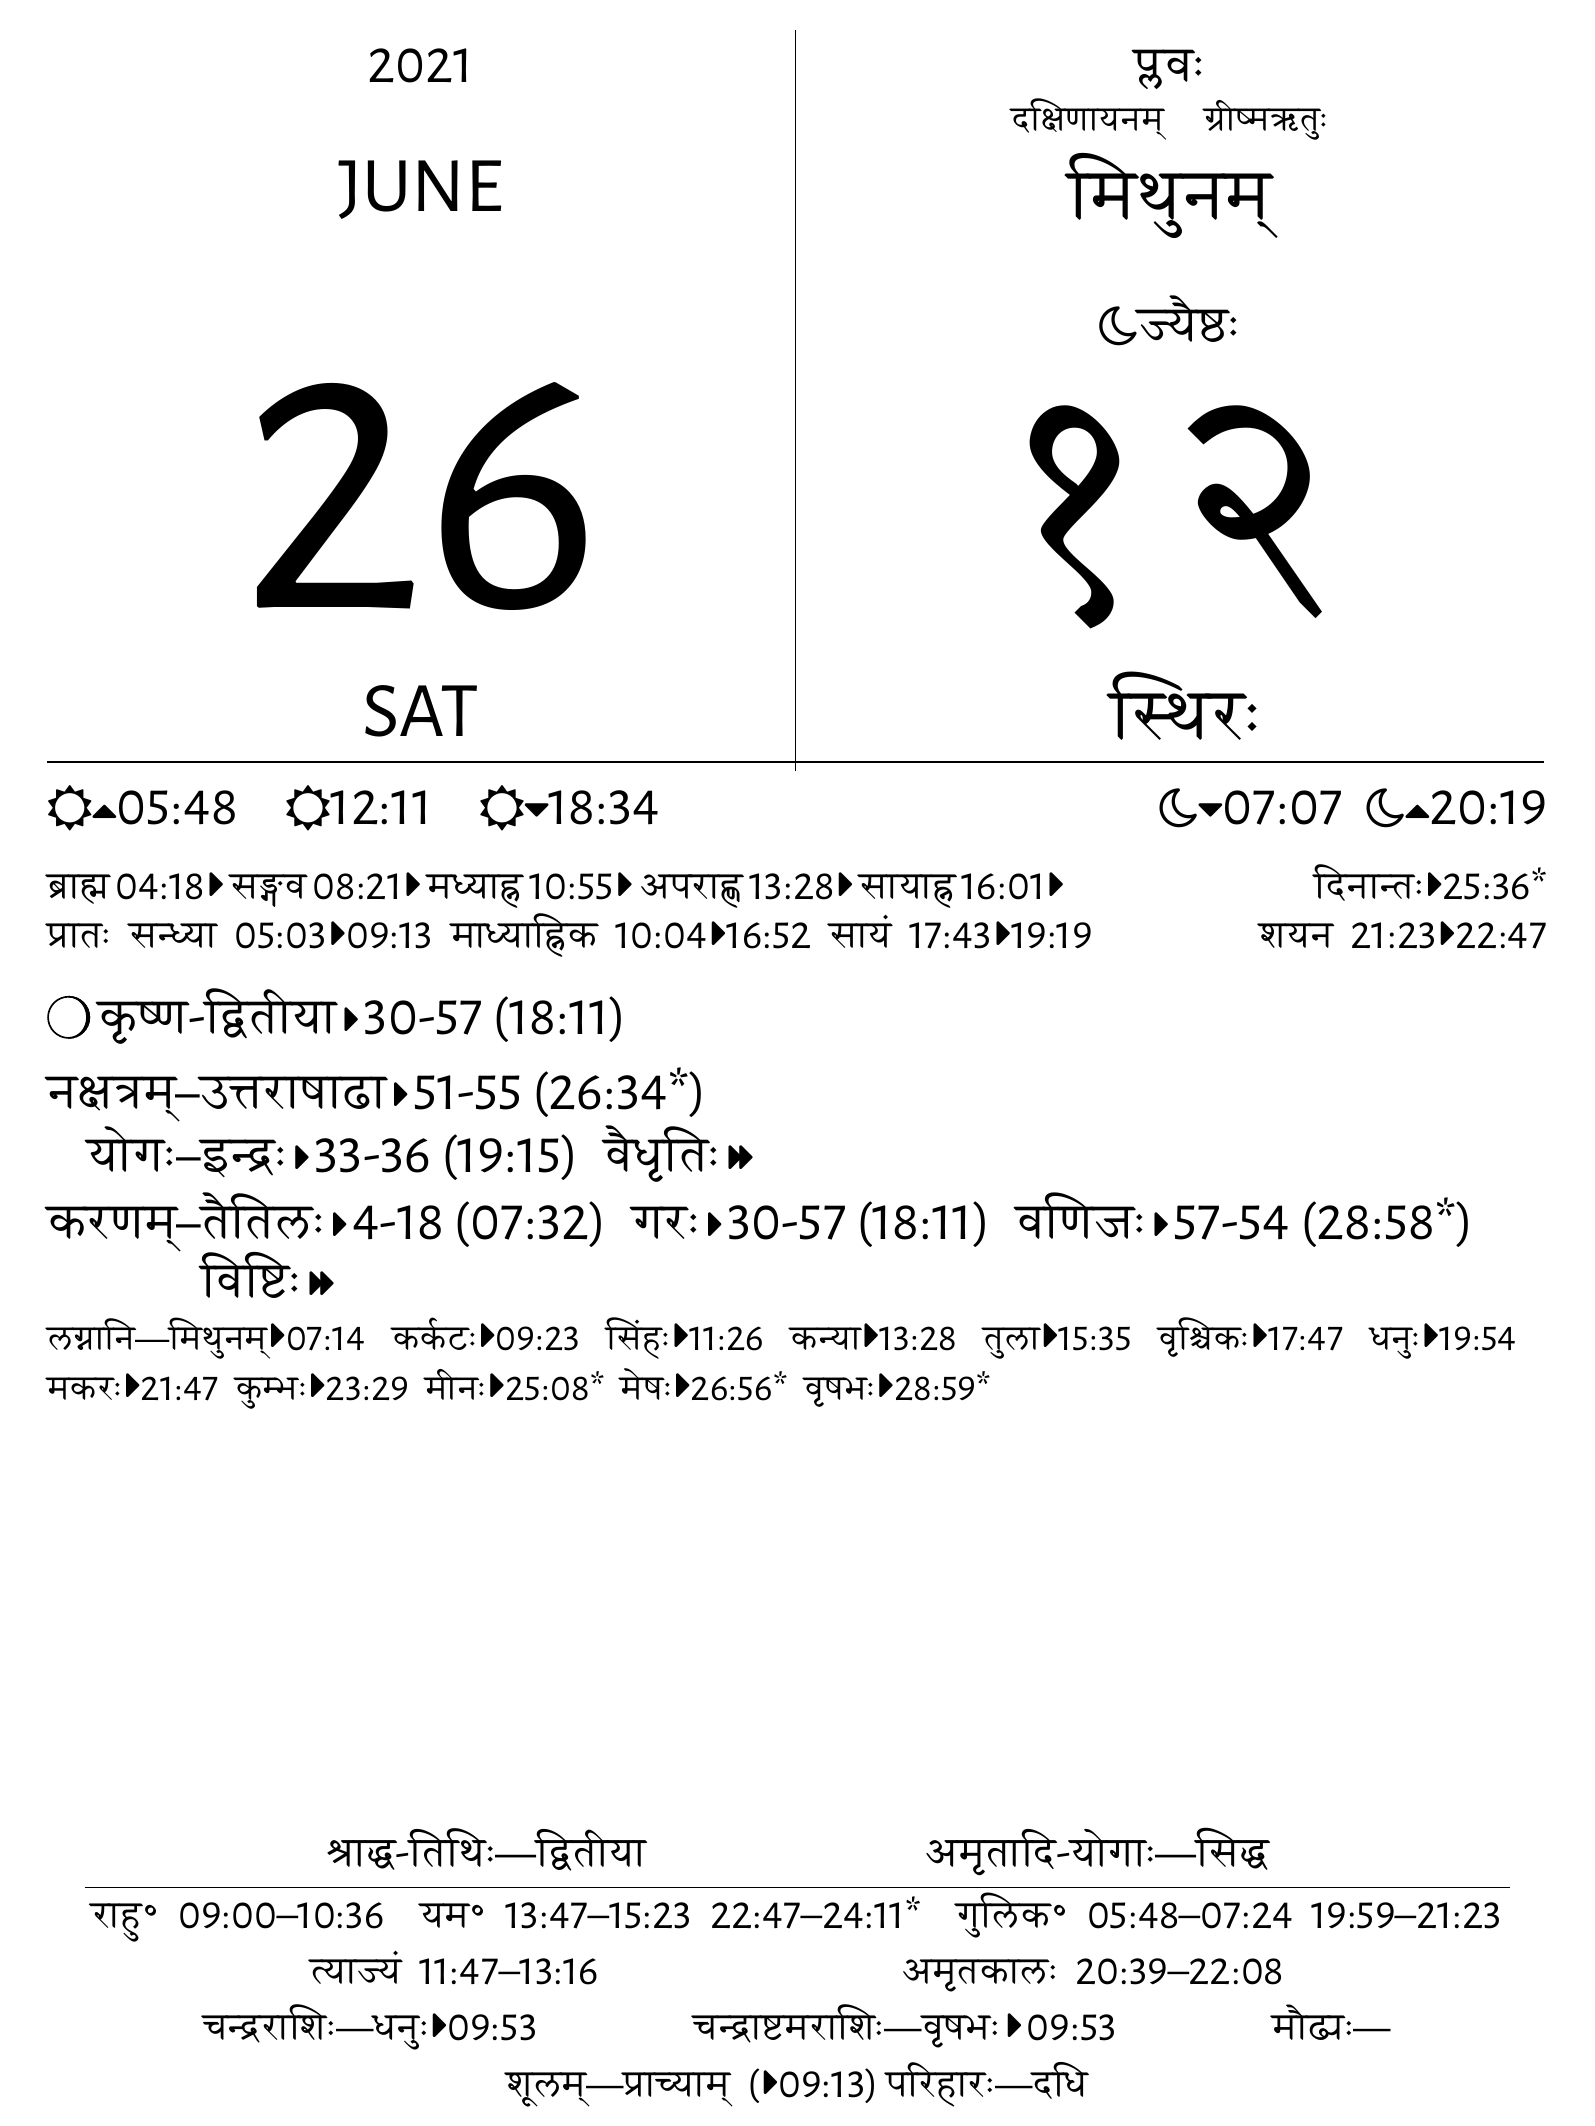 2021
JUNE
26
SAT
प्लवः
दक्षिणायनम् ग्रीष्मऋतुः
मिथुनम्
ज्यैष्ठः
१२
स्थिरः
05:48 12:11 18:34 07:07 20:19
ब्राह्म 04:18 सङ्गव 08:21 मध्याह्न 10:55 अपराह्ण 13:28 सायाह्न 16:01 दिनान्तः 25:36*
प्रातः सन्ध्या 05:03 09:13 माध्याह्निक 10:04 16:52 सायं 17:43 19:19 शयन 21:23 22:47
कृष्ण-द्वितीया 30-57 (18:11)
नक्षत्रम्–उत्तराषाढा 51-55 (26:34*)
योगः–इन्द्रः 33-36 (19:15) वैधृतिः
करणम्–तैतिलः 4-18 (07:32) गरः 30-57 (18:11) वणिजः 57-54 (28:58*)
विष्टिः
लग्नानि—मिथुनम् 07:14 कर्कटः 09:23 सिंहः 11:26 कन्या 13:28 तुला 15:35 वृश्चिकः 17:47 धनुः 19:54
मकरः 21:47 कुम्भः 23:29 मीनः 25:08* मेषः 26:56* वृषभः 28:59*
श्राद्ध-तिथिः—द्वितीया अमृतादि-योगाः—सिद्ध
राहु॰ 09:00–10:36 यम॰ 13:47–15:23 22:47–24:11* गुलिक॰ 05:48–07:24 19:59–21:23
त्याज्यं 11:47–13:16 अमृतकालः 20:39–22:08
चन्द्रराशिः—धनुः 09:53 चन्द्राष्टमराशिः—वृषभः 09:53 मौढ्यः—
शूलम्—प्राच्याम् ( 09:13) परिहारः—दधि